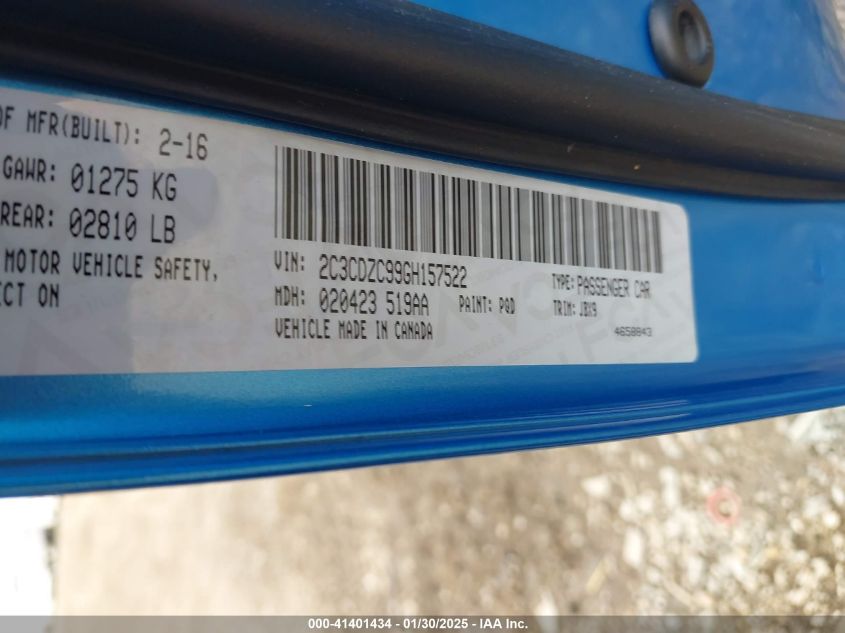 OF MFR(BUILT): 2-16
GAWR: 01275 KG
REAR: 02810 LB
MOTOR VEHICLE SAFETY,
ECT ON
VIN: 2C3CDZC99GH157522
TYPE: PASSENGER CAR
MDH: 020423 519AA PAINT: PQD
TRIM: JBX9
VEHICLE MADE IN CANADA
4658843
000-41401434 - 01/30/2025 - IAA Inc.